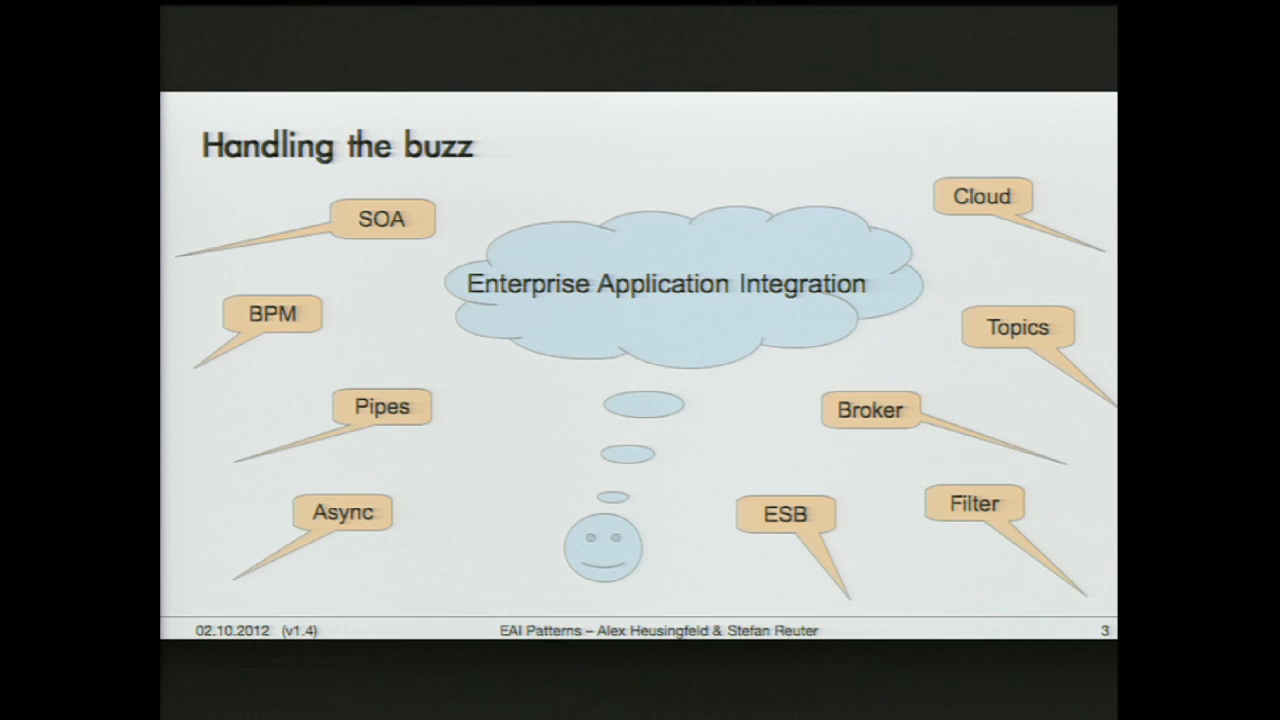 Handling the buzz
SOA
Cloud
Enterprise Application Integration
BPM
Topics
Pipes
Broker
Async
ESB
Filter
02.10.2012 (v1.4)
EAI Patterns – Alex Heusingfeld & Stefan Reuter
3